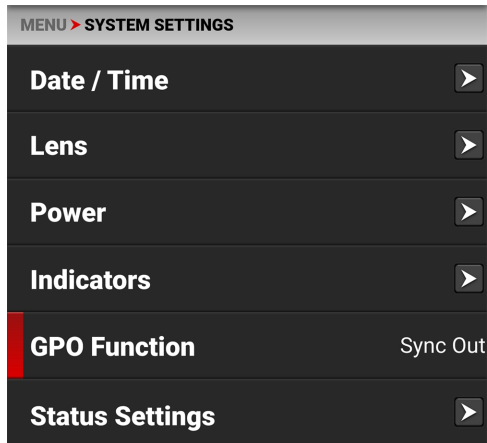 MENU > SYSTEM SETTINGS
Date / Time
Lens
Power
Indicators
GPO Function Sync Out
Status Settings